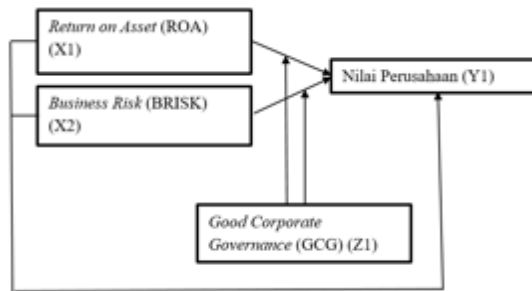 Return on Asset (ROA)
(X1)
Nilai Perusahaan (Y1)
Business Risk (BRISK)
(X2)
Good Corporate
Governance (GCG) (Z1)